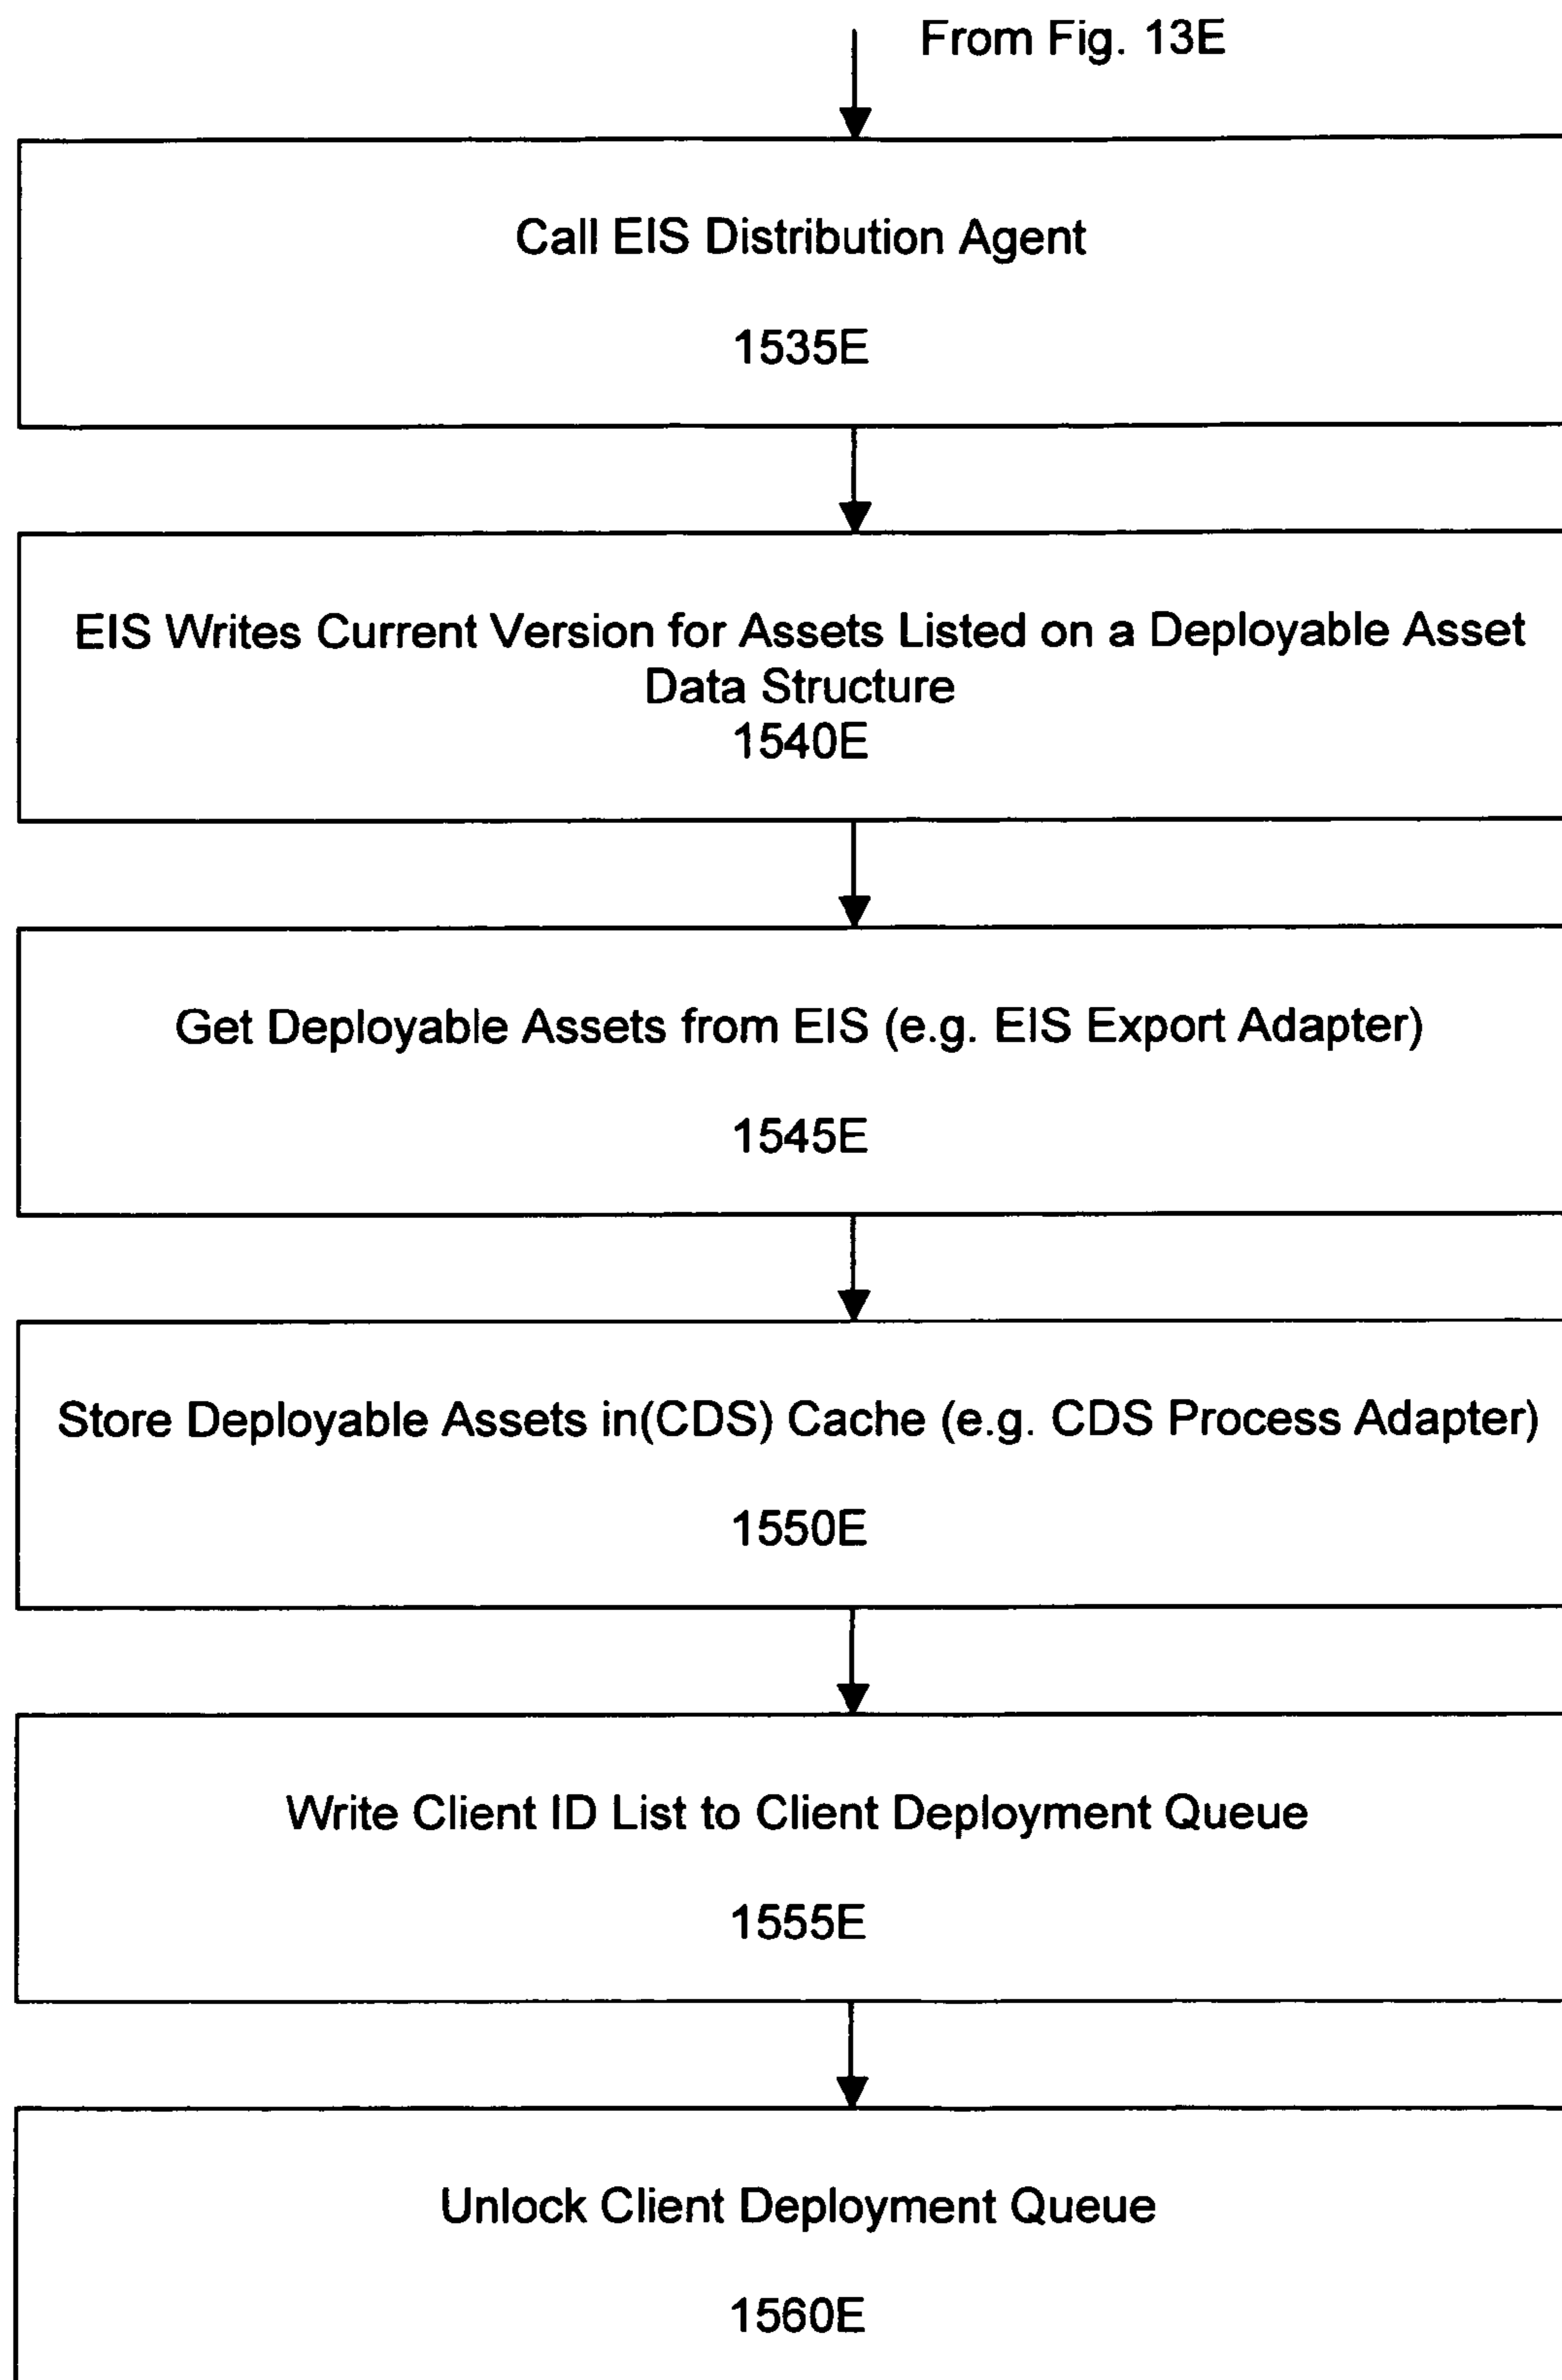 From Fig. 13E
Call EIS Distribution Agent
1535E
EIS Writes Current Version for Assets Listed on a Deployable Asset
Data Structure
1540E
Get Deployable Assets from EIS (e.g. EIS Export Adapter)
1545E
Store Deployable Assets in(CDS) Cache (e.g. CDS Process Adapter)
1550E
Write Client ID List to Client Deployment Queue
1555E
Unlock Client Deployment Queue
1560E